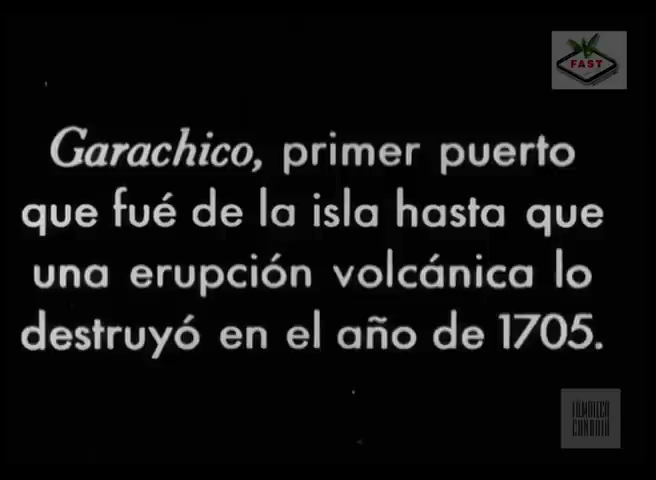 FAST
Garachico, primer puerto
que fué de la isla hasta que
una erupción volcánica lo
destruyó en el año de 1705.
FILMOTECA
CANARIA